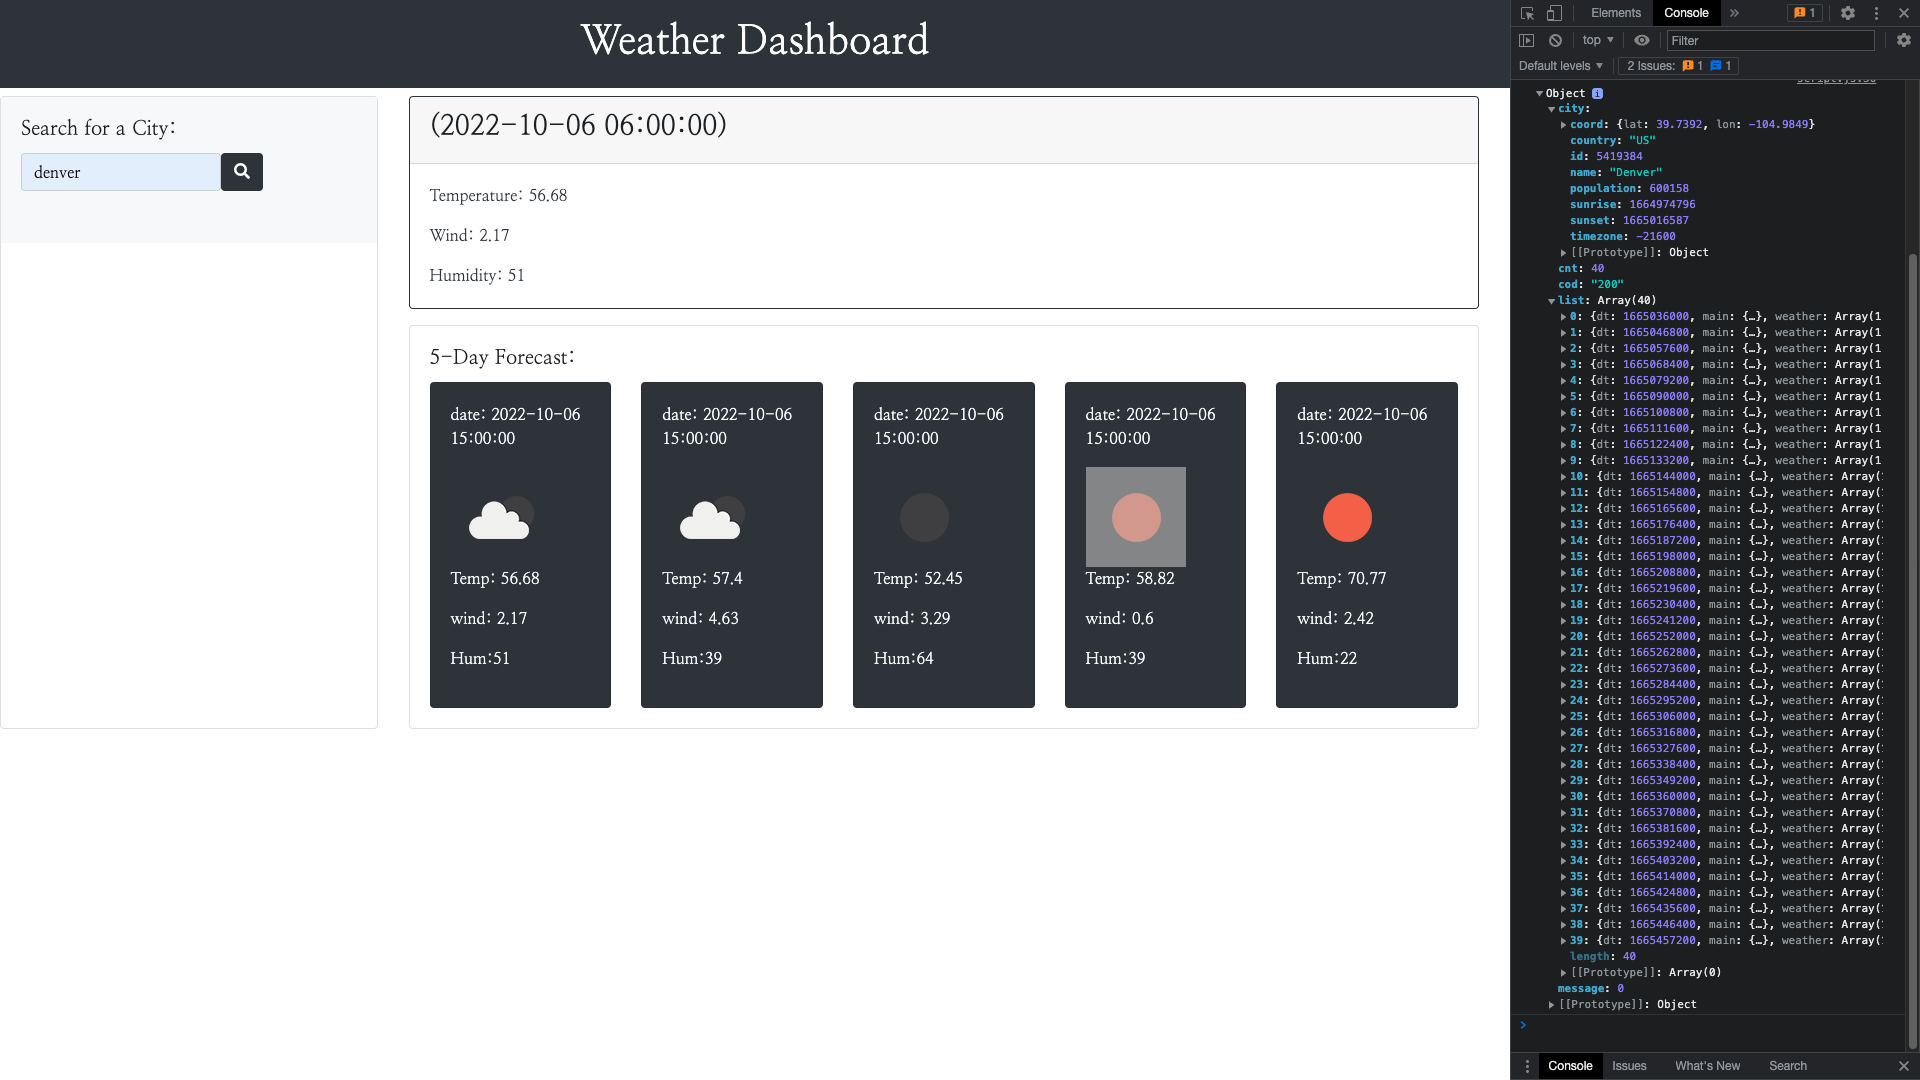 Weather Dashboard
Search for a City:
denver
(2022-10-06 06:00:00)
Temperature: 56.68
Wind: 2.17
Humidity: 51
5-Day Forecast:
date: 2022-10-06
15:00:00
Temp: 56.68
wind: 2.17
Hum:51
date: 2022-10-06
15:00:00
Temp: 57.4
wind: 4.63
Hum:39
date: 2022-10-06
15:00:00
Temp: 52.45
wind: 3.29
Hum:64
date: 2022-10-06
15:00:00
Temp: 58.82
wind: 0.6
Hum:39
date: 2022-10-06
15:00:00
Temp: 70.77
wind: 2.42
Hum:22
Elements Console » 1
top Filter
Default levels 2 Issues: 1 1
Object i
city:
coord: {lat: 39.7392, lon: -104.9849}
country: "US"
id: 5419384
name: "Denver"
population: 600158
sunrise: 1664974796
sunset: 1665016587
timezone: -21600
[[Prototype]]: Object
cnt: 40
cod: "200"
list: Array(40)
0: {dt: 1665036000, main: {…}, weather: Array(1
1: {dt: 1665046800, main: {…}, weather: Array(1
2: {dt: 1665057600, main: {…}, weather: Array(1
3: {dt: 1665068400, main: {…}, weather: Array(1
4: {dt: 1665079200, main: {…}, weather: Array(1
5: {dt: 1665090000, main: {…}, weather: Array(1
6: {dt: 1665100800, main: {…}, weather: Array(1
7: {dt: 1665111600, main: {…}, weather: Array(1
8: {dt: 1665122400, main: {…}, weather: Array(1
9: {dt: 1665133200, main: {…}, weather: Array(1
10: {dt: 1665144000, main: {…}, weather: Array(
11: {dt: 1665154800, main: {…}, weather: Array(
12: {dt: 1665165600, main: {…}, weather: Array(
13: {dt: 1665176400, main: {…}, weather: Array(
14: {dt: 1665187200, main: {…}, weather: Array(
15: {dt: 1665198000, main: {…}, weather: Array(
16: {dt: 1665208800, main: {…}, weather: Array(
17: {dt: 1665219600, main: {…}, weather: Array(
18: {dt: 1665230400, main: {…}, weather: Array(
19: {dt: 1665241200, main: {…}, weather: Array(
20: {dt: 1665252000, main: {…}, weather: Array(
21: {dt: 1665262800, main: {…}, weather: Array(
22: {dt: 1665273600, main: {…}, weather: Array(
23: {dt: 1665284400, main: {…}, weather: Array(
24: {dt: 1665295200, main: {…}, weather: Array(
25: {dt: 1665306000, main: {…}, weather: Array(
26: {dt: 1665316800, main: {…}, weather: Array(
27: {dt: 1665327600, main: {…}, weather: Array(
28: {dt: 1665338400, main: {…}, weather: Array(
29: {dt: 1665349200, main: {…}, weather: Array(
30: {dt: 1665360000, main: {…}, weather: Array(
31: {dt: 1665370800, main: {…}, weather: Array(
32: {dt: 1665381600, main: {…}, weather: Array(
33: {dt: 1665392400, main: {…}, weather: Array(
34: {dt: 1665403200, main: {…}, weather: Array(
35: {dt: 1665414000, main: {…}, weather: Array(
36: {dt: 1665424800, main: {…}, weather: Array(
37: {dt: 1665435600, main: {…}, weather: Array(
38: {dt: 1665446400, main: {…}, weather: Array(
39: {dt: 1665457200, main: {…}, weather: Array(
length: 40
[[Prototype]]: Array(0)
message: 0
[[Prototype]]: Object
Console Issues What's New Search